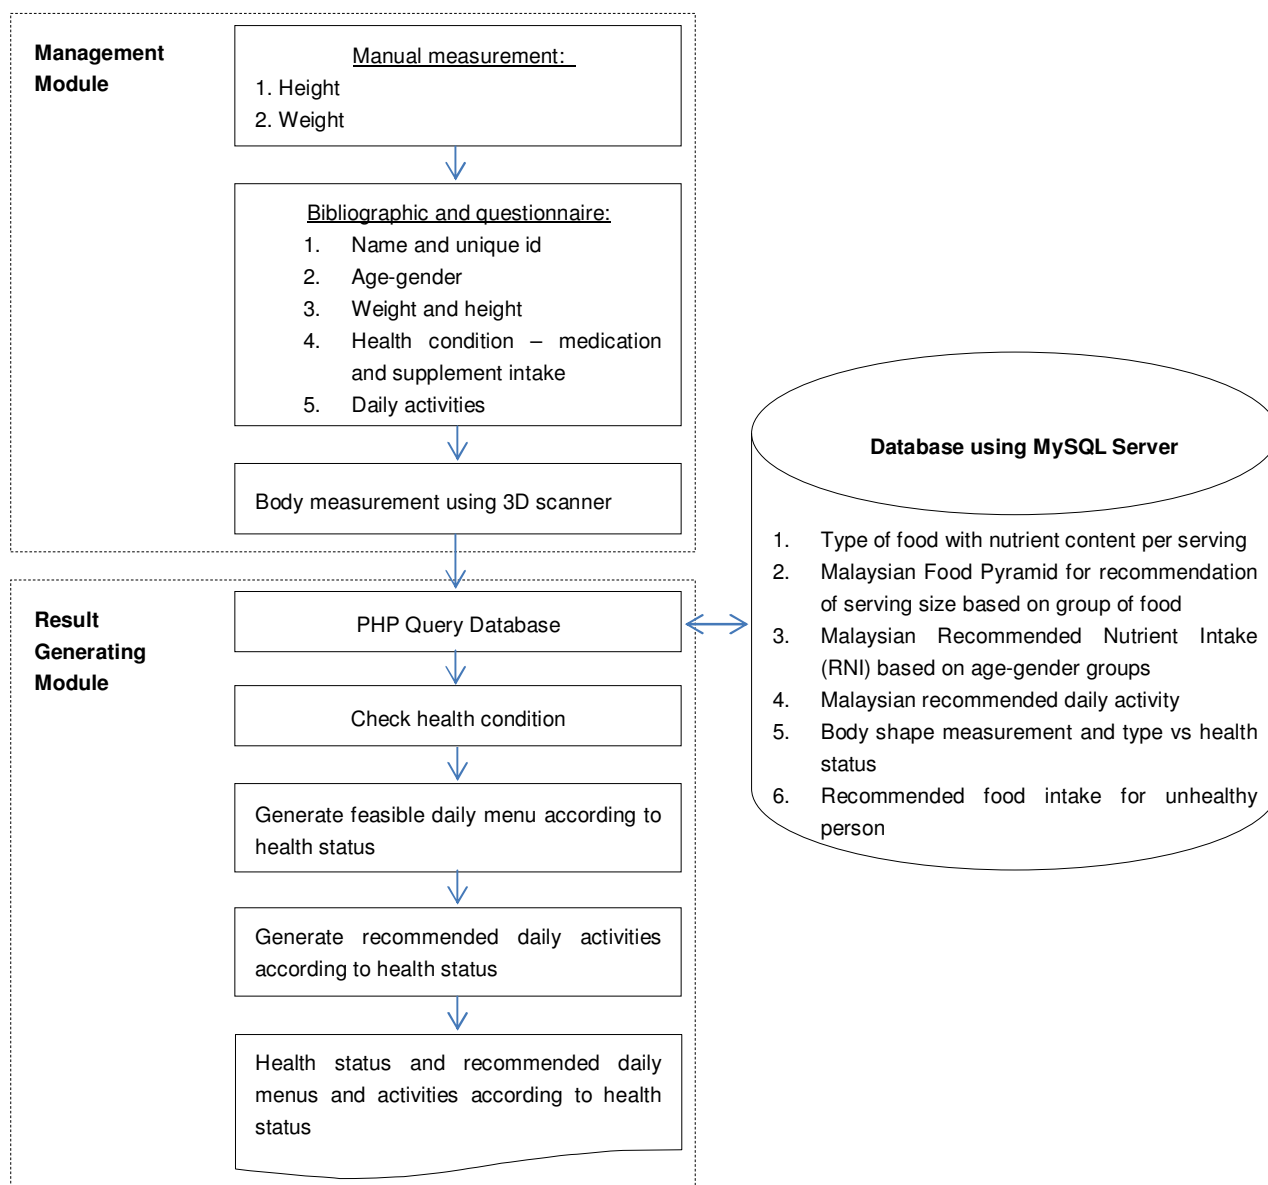 Management
Module
Manual measurement:
1. Height
2. Weight
Bibliographic and questionnaire:
1. Name and unique id
2. Age-gender
3. Weight and height
4. Health condition – medication
and supplement intake
5. Daily activities
Body measurement using 3D scanner
Result
Generating
Module
PHP Query Database
Check health condition
Generate feasible daily menu according to
health status
Generate recommended daily activities
according to health status
Health status and recommended daily
menus and activities according to health
status
Database using MySQL Server
1. Type of food with nutrient content per serving
2. Malaysian Food Pyramid for recommendation
of serving size based on group of food
3. Malaysian Recommended Nutrient Intake
(RNI) based on age-gender groups
4. Malaysian recommended daily activity
5. Body shape measurement and type vs health
status
6. Recommended food intake for unhealthy
person